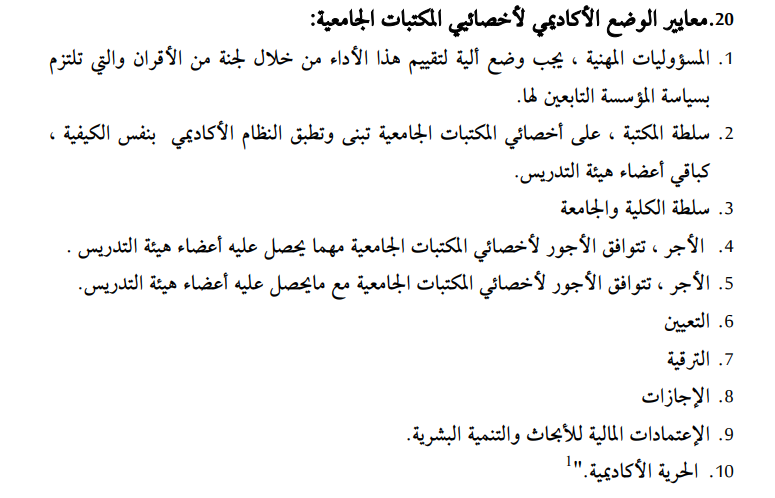 20.معايير الوضع الأكاديمي لأخصائيي المكتبات الجامعية:
1. المسؤوليات المهنية ، يجب وضع ألية لتقييم هذا الأداء من خلال لجنة من الأقران والتي تلتزم
بسياسة المؤسسة التابعين لها.
2. سلطة المكتبة ، على أخصائي المكتبات الجامعية تبنى وتطبق النظام الأكاديمي بنفس الكيفية ،
كباقي أعضاء هيئة التدريس.
3. سلطة الكلية والجامعة
4. الأجر ، تتوافق الأجور لأخصائي المكتبات الجامعية مهما يحصل عليه أعضاء هيئة التدريس .
5. الأجر ، تتوافق الأجور لأخصائي المكتبات الجامعية مع مايحصل عليه أعضاء هيئة التدريس.
6. التعيين
7. الترقية
8. الإجازات
9. الإعتمادات المالية للأبحاث والتنمية البشرية.
10. الحرية الأكاديمية."1